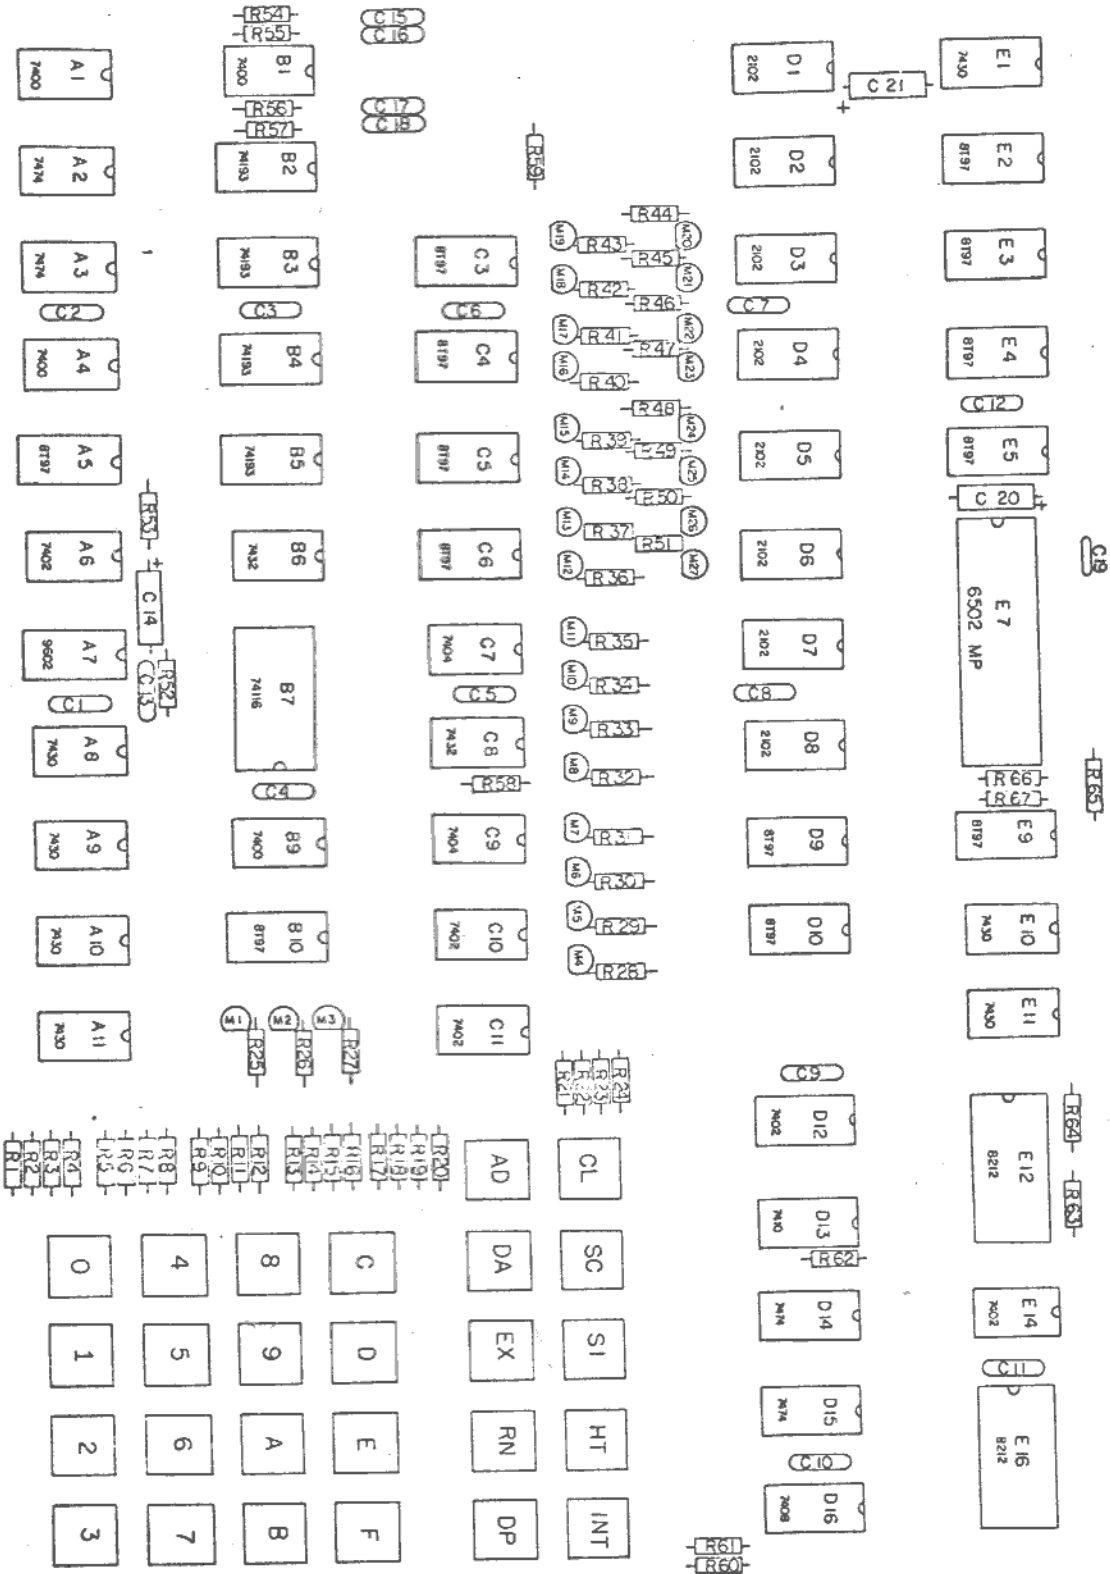 R54
R55
C15
C16
A1
7400
B1
7400
D1
2102
C 21
+
E1
7430
R56
R57
C17
C18
R59
A2
7474
B2
74193
D2
2102
E2
8T97
R44
M19
R43
M20
R45
A3
7474
B3
74193
C3
8T97
D3
2102
E3
8T97
M18
R42
M21
R46
C2
C3
C6
C7
M17
R41
M22
R47
A4
7400
B4
74193
C4
8T97
D4
2102
E4
8T97
M16
R40
M23
R48
C12
M15
R39
M24
R49
A5
8T97
B5
74193
C5
8T97
D5
2102
E5
8T97
M14
R38
M25
R50
C 20
+
R53
M13
R37
M26
R51
A6
7402
B6
7432
C6
8T97
D6
2102
C19
M12
R36
M27
+
C 14
E 7
6502 MP
M11
R35
A7
9602
B7
74116
C7
7404
D7
2102
R52
C13
M10
R34
C1
C5
C8
M9
R33
A8
7430
C8
7432
D8
2102
M8
R32
R58
R66
R67
R65
C4
M7
R31
A9
7430
B9
7400
C9
7404
D9
8T97
E9
8T97
M6
R30
M5
R29
A10
7430
B10
8T97
C10
7402
D10
8T97
E10
7430
M4
R28
A11
7430
M1
M2
M3
R25
R26
R27
C11
7402
E11
7430
R21
R22
R23
R24
C9
D12
7402
E12
8212
R64
R63
R1
R2
R3
R4
R5
R6
R7
R8
R9
R10
R11
R12
R13
R14
R15
R16
R17
R18
R19
R20
AD
CL
D13
7410
R62
0
4
8
C
DA
SC
D14
7474
E14
7402
1
5
9
D
EX
SI
C11
D15
7474
E16
8212
2
6
A
E
RN
HT
C10
D16
7408
3
7
B
F
DP
INT
R61
R60